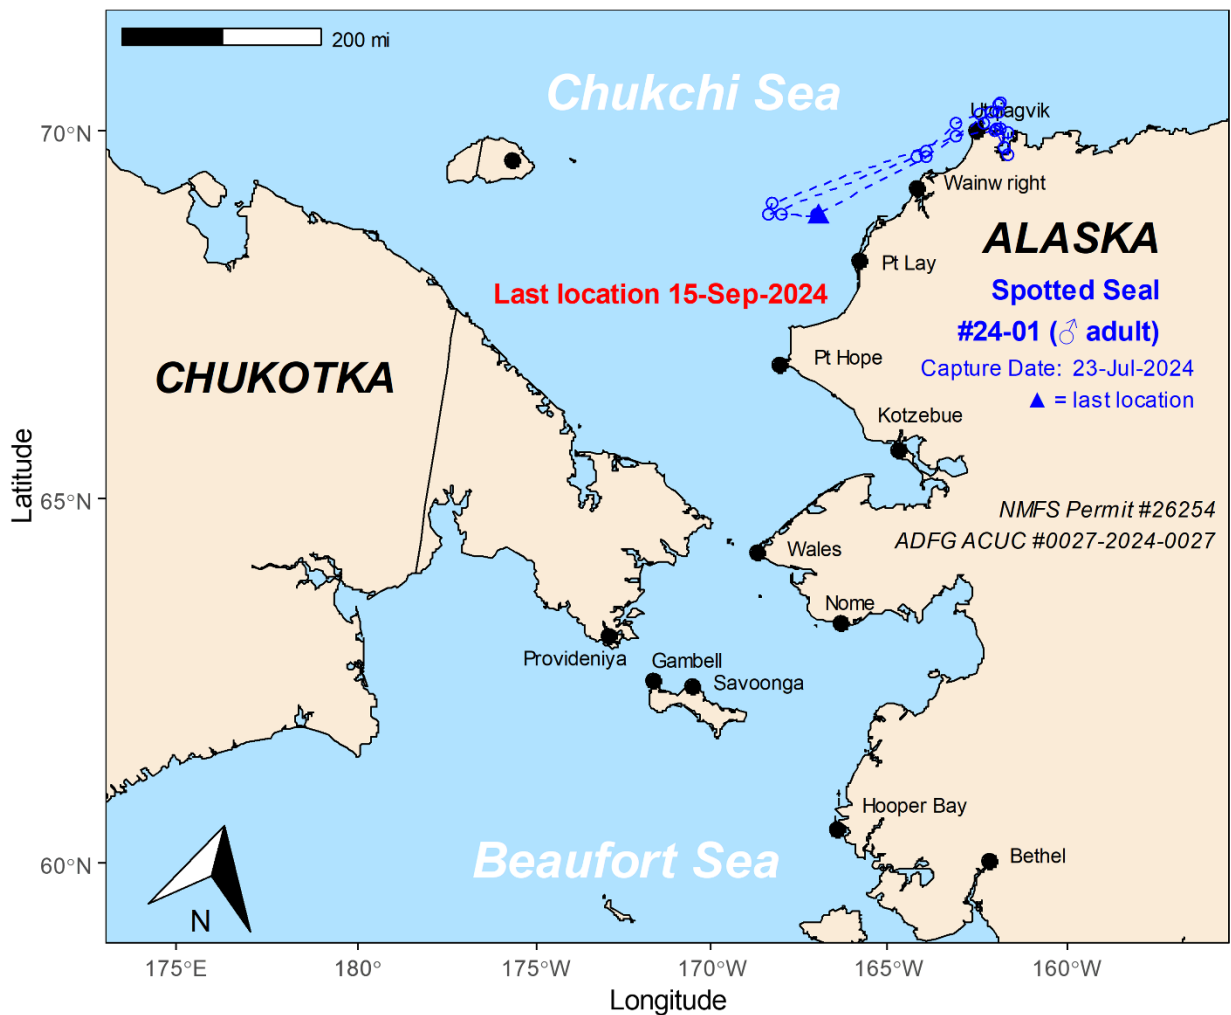 200 mi
Chukchi Sea
Utqiagvik
70°N
Wainw right
ALASKA
Pt Lay
Spotted Seal
Last location 15-Sep-2024
#24-01 (♂ adult)
Pt Hope
Capture Date: 23-Jul-2024
CHUKOTKA
▲ = last location
Kotzebue
Latitude
65°N
NMFS Permit #26254
ADFG ACUC #0027-2024-0027
Wales
Nome
Provideniya
Gambell
Savoonga
Hooper Bay
Beaufort Sea
Bethel
60°N
N
175°E
180°
175°W
170°W
165°W
160°W
Longitude